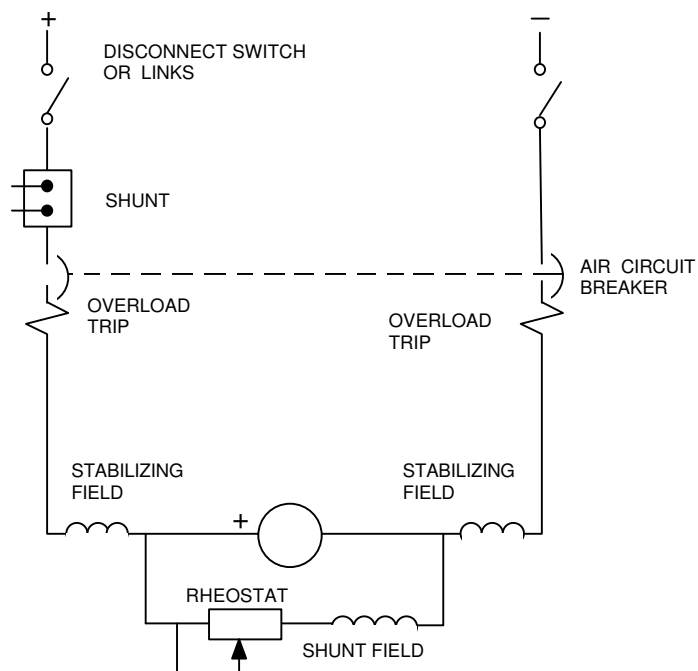 +
−
DISCONNECT SWITCH
OR LINKS
SHUNT
AIR CIRCUIT
BREAKER
OVERLOAD
TRIP
OVERLOAD
TRIP
STABILIZING
FIELD
STABILIZING
FIELD
+
RHEOSTAT
SHUNT FIELD